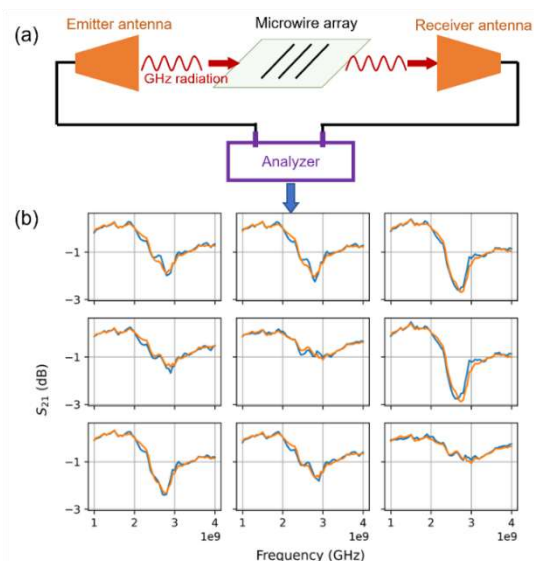 (a)
Emitter antenna
Microwire array
Receiver antenna
GHz radiation
Analyzer
(b)
−1
−3
−1
−3
S21 (dB)
−1
1 2 3 4
1e9
1 2 3 4
1e9
1 2 3 4
1e9
Frequency (GHz)